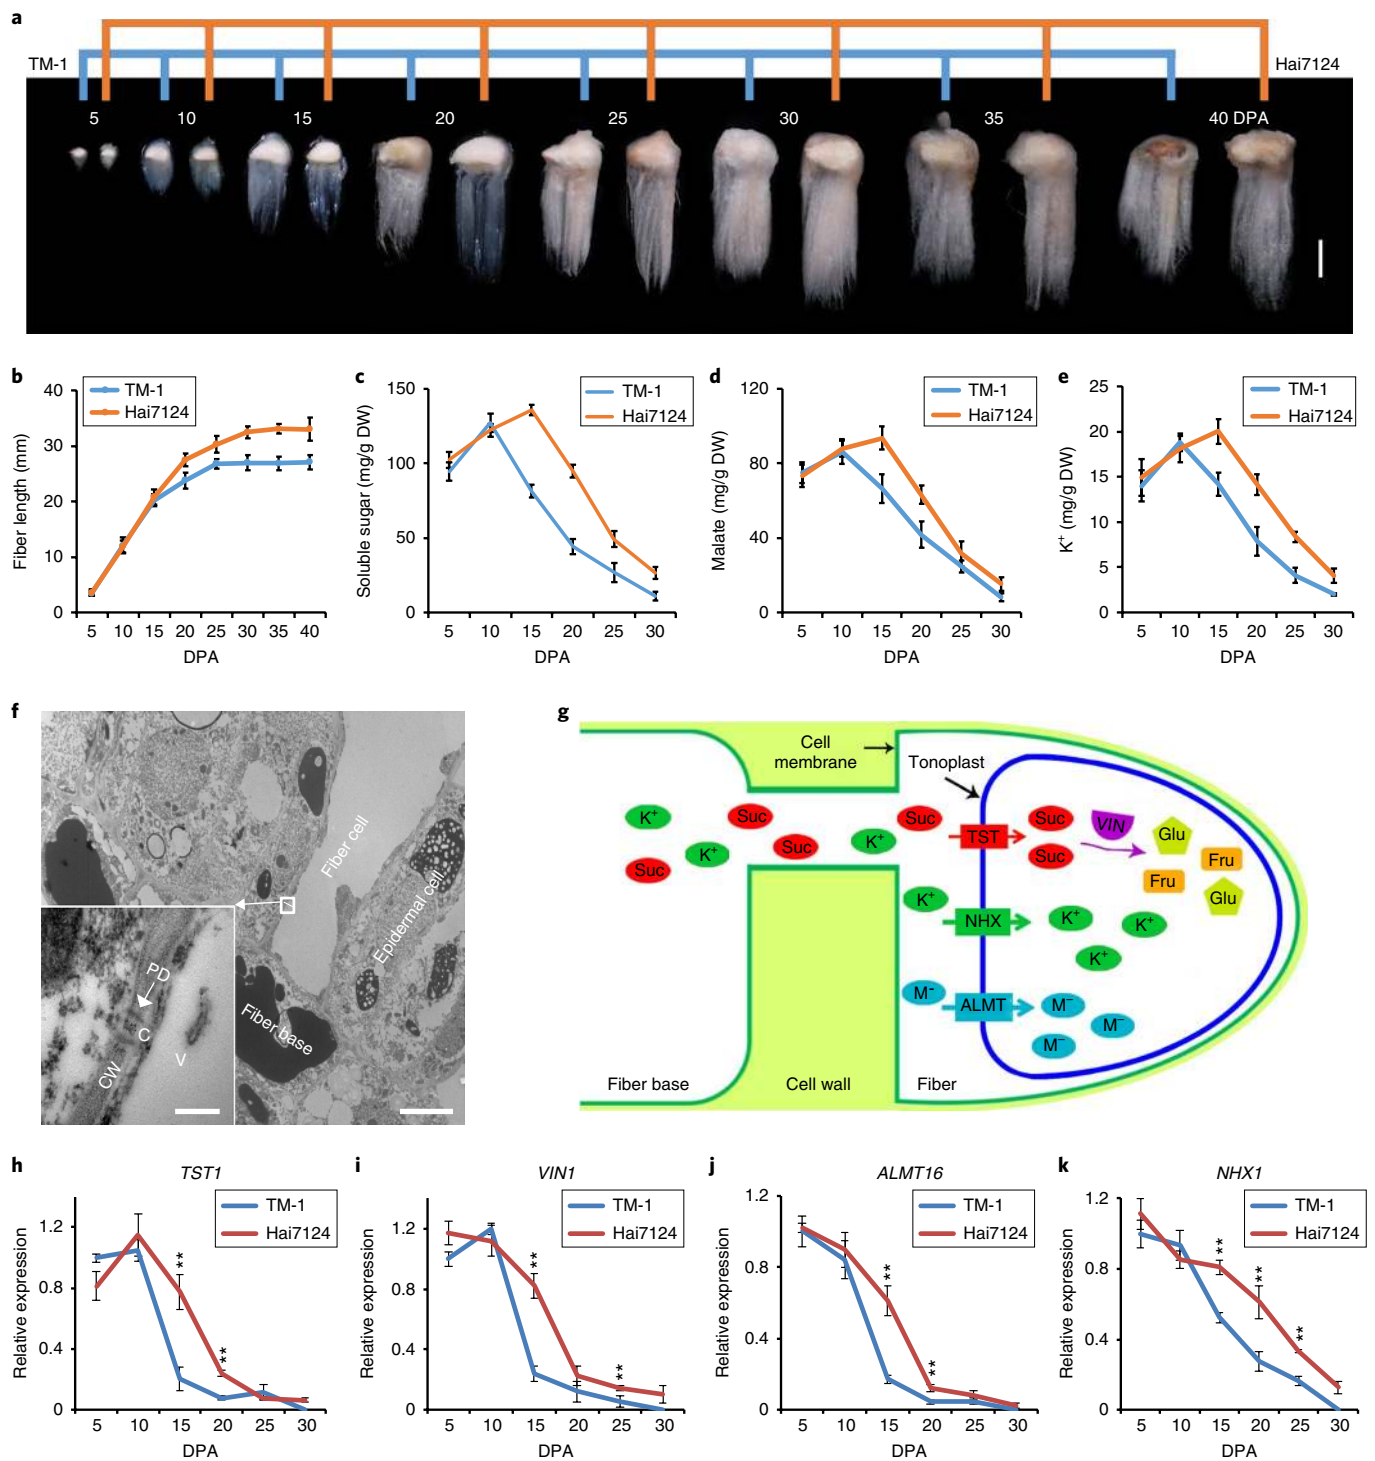 a
TM-1
Hai7124
5 10 15 20 25 30 35 40 DPA
b
TM-1
Hai7124
Fiber length (mm)
40
30
20
10
0
5 10 15 20 25 30 35 40
DPA
c
TM-1
Hai7124
Soluble sugar (mg/g DW)
150
100
50
0
5 10 15 20 25 30
DPA
d
TM-1
Hai7124
Malate (mg/g DW)
120
80
40
0
5 10 15 20 25 30
DPA
e
TM-1
Hai7124
K⁺ (mg/g DW)
25
20
15
10
5
0
5 10 15 20 25 30
DPA
f
Fiber cell
Epidermal cell
Fiber base
PD
C
V
CW
g
Cell
membrane
Tonoplast
K⁺ Suc Suc Suc VIN Glu
K⁺ Suc K⁺ TST Suc Fru
Suc Fru Glu
K⁺ NHX K⁺ K⁺
K⁺
M⁻ ALMT M⁻ M⁻
M⁻
Fiber base Cell wall Fiber
h
TST1
TM-1
Hai7124
Relative expression
1.2
0.8
0.4
0
**
**
5 10 15 20 25 30
DPA
i
VIN1
TM-1
Hai7124
Relative expression
1.2
0.8
0.4
0
**
**
5 10 15 20 25 30
DPA
j
ALMT16
TM-1
Hai7124
Relative expression
1.2
0.8
0.4
0
**
**
5 10 15 20 25 30
DPA
k
NHX1
TM-1
Hai7124
Relative expression
1.2
0.8
0.4
0
**
**
**
5 10 15 20 25 30
DPA